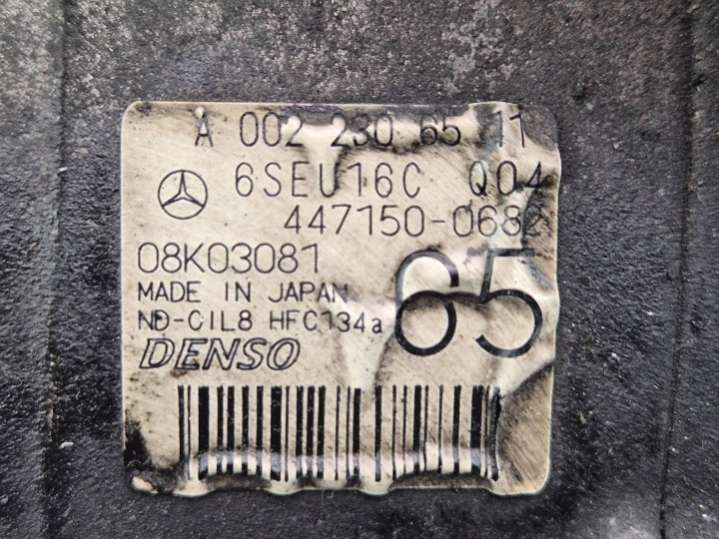 A 002 230 65 11
6SEU16C Q04
447150-0682
08K03081
65
MADE IN JAPAN
ND-OIL8 HFC134a
DENSO